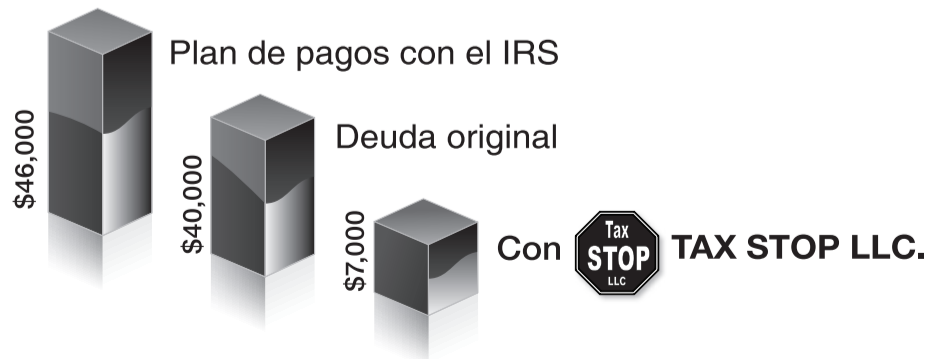 $46,000
Plan de pagos con el IRS
$40,000
Deuda original
$7,000
Con
Tax
STOP
LLC
TAX STOP LLC.